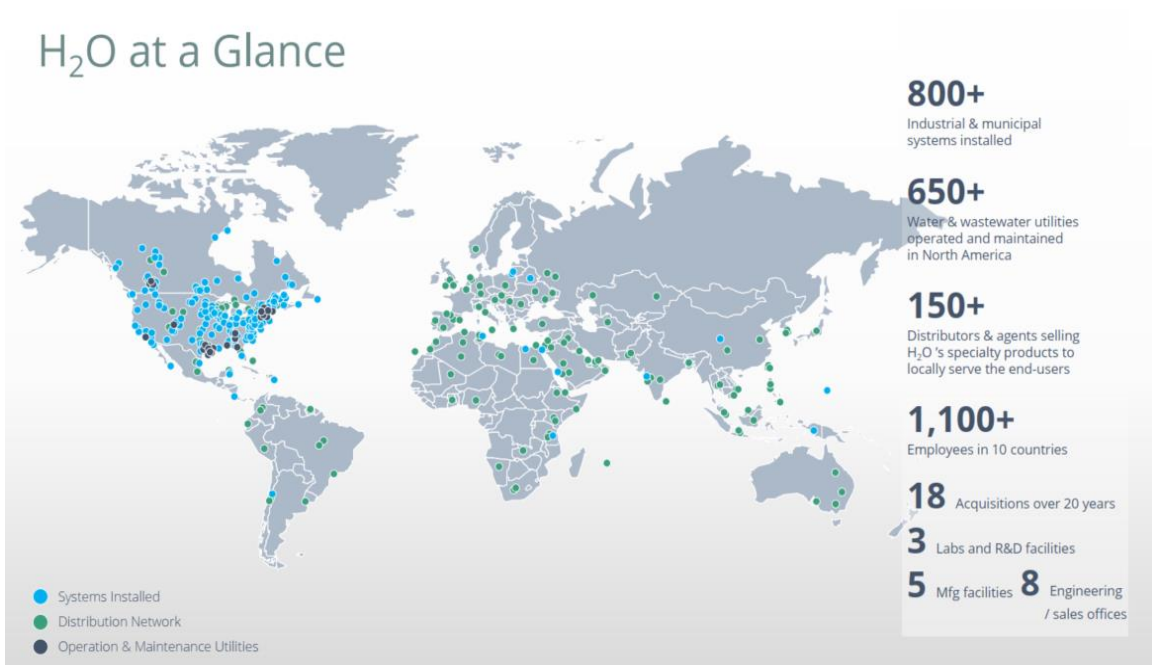 H₂O at a Glance
800+
Industrial & municipal
systems installed
650+
Water & wastewater utilities
operated and maintained
in North America
150+
Distributors & agents selling
H₂O 's specialty products to
locally serve the end-users
1,100+
Employees in 10 countries
18 Acquisitions over 20 years
3 Labs and R&D facilities
5 Mfg facilities 8 Engineering
/ sales offices
Systems Installed
Distribution Network
Operation & Maintenance Utilities